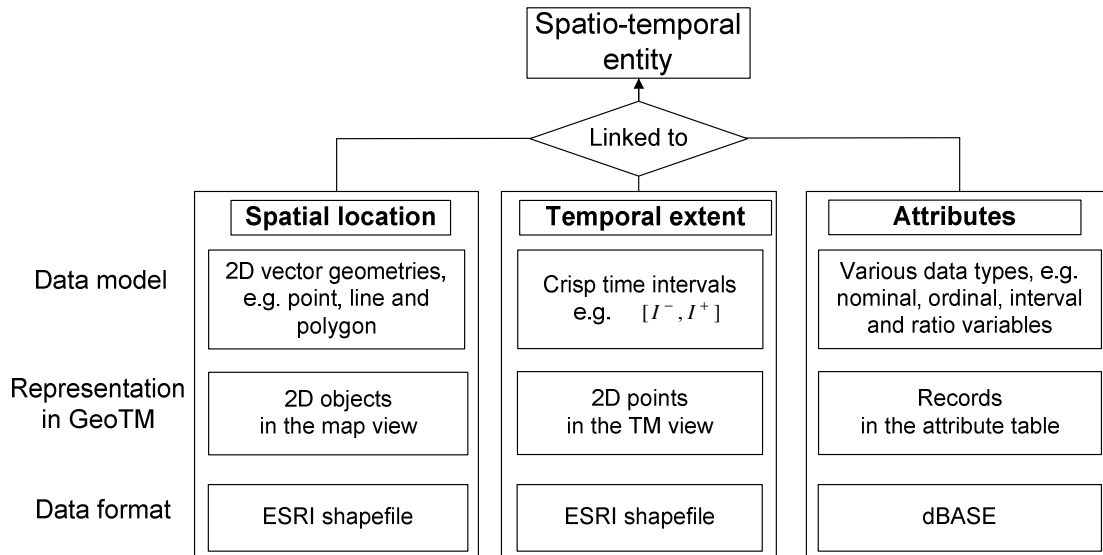 Spatio-temporal
entity
Linked to
Spatial location
Temporal extent
Attributes
Data model
2D vector geometries,
e.g. point, line and
polygon
Crisp time intervals
e.g. [I⁻, I⁺]
Various data types, e.g.
nominal, ordinal, interval
and ratio variables
Representation
in GeoTM
2D objects
in the map view
2D points
in the TM view
Records
in the attribute table
Data format
ESRI shapefile
ESRI shapefile
dBASE